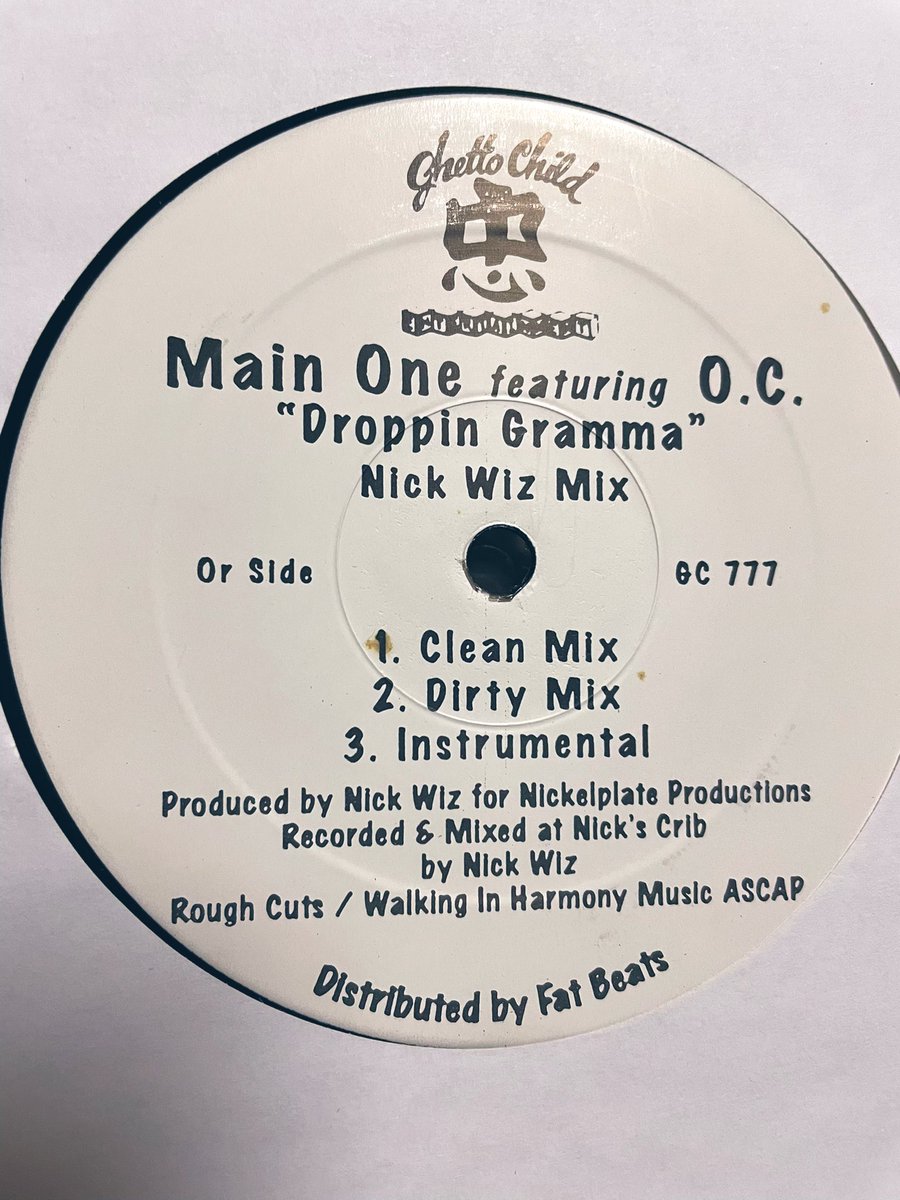 Ghetto Child
Main One featuring O.C.
“Droppin Gramma”
Nick Wiz Mix
Or Side
GC 777
1. Clean Mix
2. Dirty Mix
3. Instrumental
Produced by Nick Wiz for Nickelplate Productions
Recorded & Mixed at Nick's Crib
by Nick Wiz
Rough Cuts / Walking In Harmony Music ASCAP
Distributed by Fat Beats